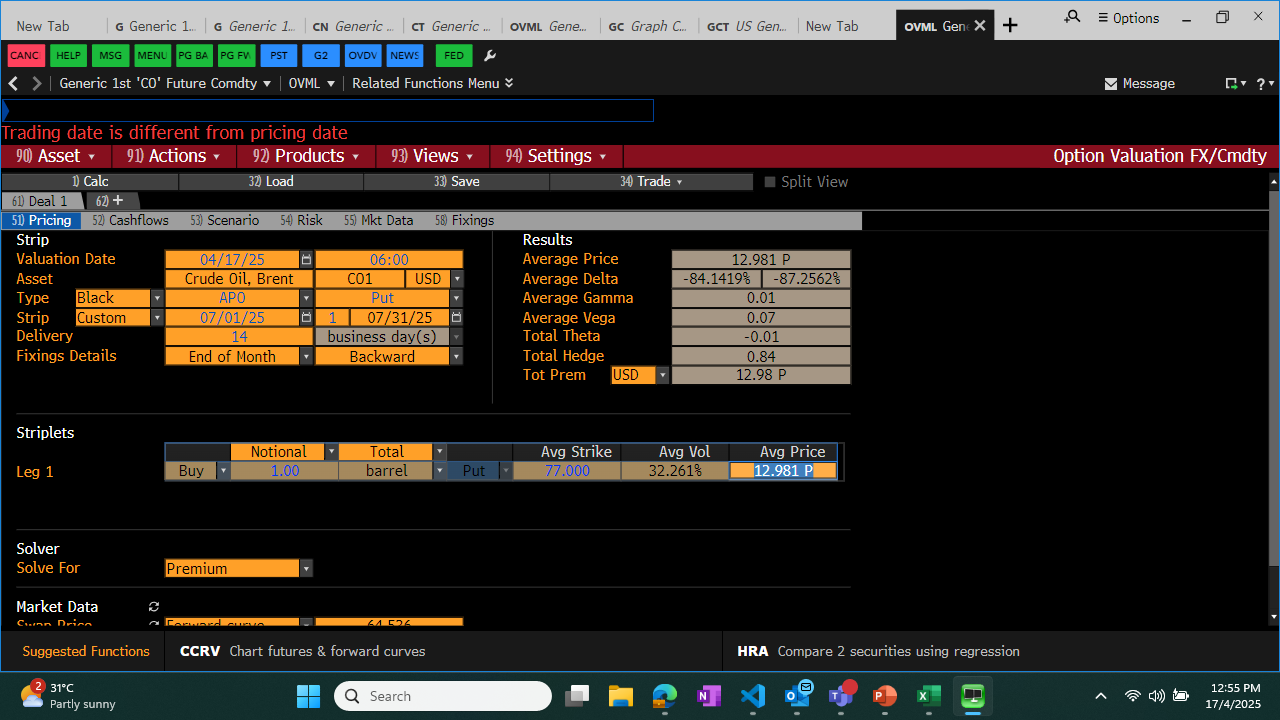 New Tab G Generic 1... G Generic 1... CN Generic ... CT Generic ... OVML Gene... GC Graph C... GCT US Gen... New Tab OVML Gen Options
CANC HELP MSG MENU PG BA PG FW PST G2 OVDV NEWS FED
Generic 1st 'CO' Future Comdty OVML Related Functions Menu Message ?
Trading date is different from pricing date
90) Asset 91) Actions 92) Products 93) Views 94) Settings Option Valuation FX/Cmdty
1) Calc 32) Load 33) Save 34) Trade Split View
61) Deal 1 62) +
51) Pricing 52) Cashflows 53) Scenario 54) Risk 55) Mkt Data 58) Fixings
Strip Results
Valuation Date 04/17/25 06:00 Average Price 12.981 P
Asset Crude Oil, Brent CO1 USD Average Delta -84.1419% -87.2562%
Type Black APO Put Average Gamma 0.01
Strip Custom 07/01/25 1 07/31/25 Average Vega 0.07
Delivery 14 business day(s) Total Theta -0.01
Fixings Details End of Month Backward Total Hedge 0.84
Tot Prem USD 12.98 P
Striplets
Notional Total Avg Strike Avg Vol Avg Price
Leg 1 Buy 1.00 barrel Put 77.000 32.261% 12.981 P
Solver
Solve For Premium
Market Data
Swap Price Forward curve 64.536
Suggested Functions CCRV Chart futures & forward curves HRA Compare 2 securities using regression
2 31°C
Partly sunny
Search
12:55 PM
17/4/2025